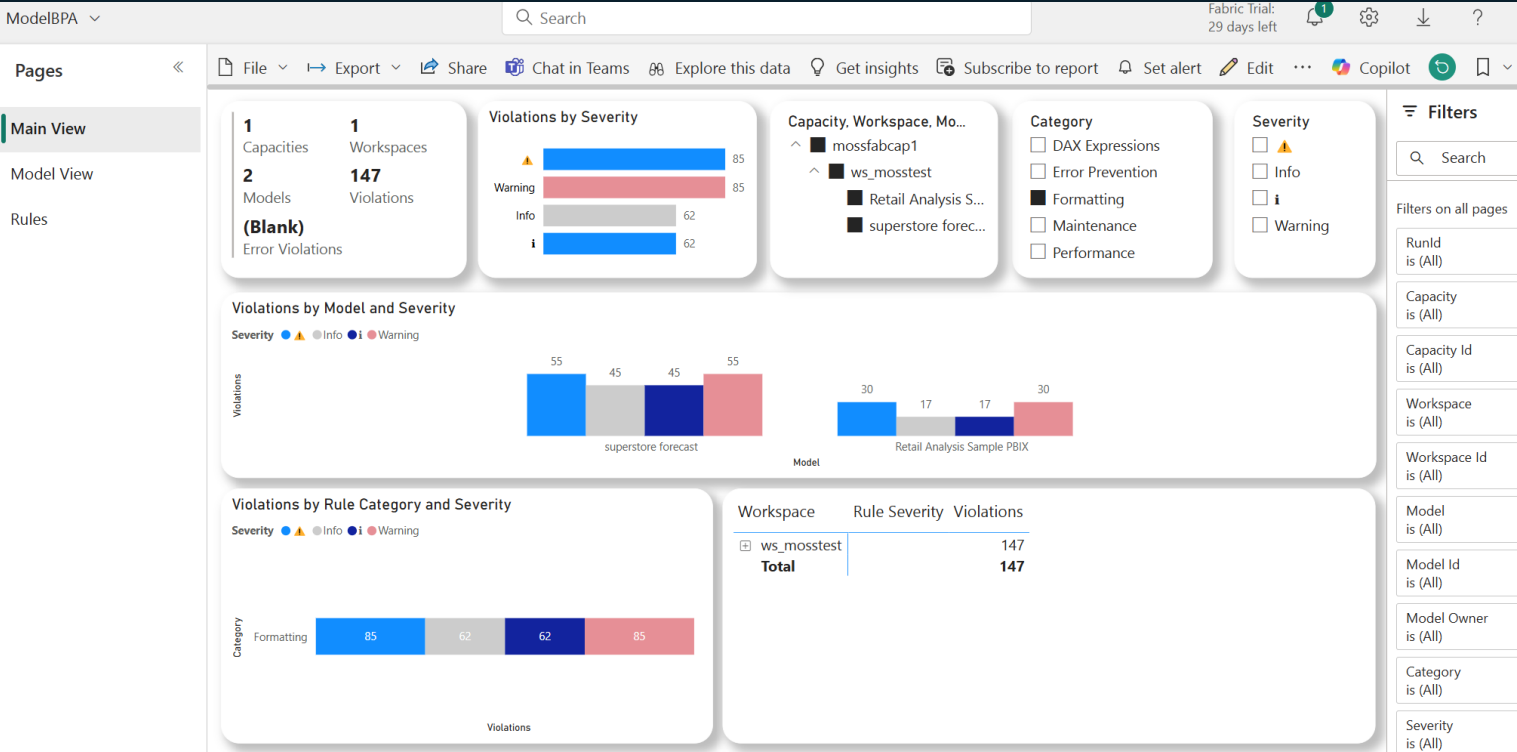 ModelBPA
Search
Fabric Trial:
29 days left
1
?
Pages
Main View
Model View
Rules
File
Export
Share
Chat in Teams
Explore this data
Get insights
Subscribe to report
Set alert
Edit
...
Copilot
1
Capacities
1
Workspaces
2
Models
147
Violations
(Blank)
Error Violations
Violations by Severity
⚠ 85
Warning 85
Info 62
ℹ 62
Capacity, Workspace, Mo...
mossfabcap1
ws_mosstest
Retail Analysis S...
superstore forec...
Category
DAX Expressions
Error Prevention
Formatting
Maintenance
Performance
Severity
⚠
Info
ℹ
Warning
Violations by Model and Severity
Severity ⚠ Info ℹ Warning
Violations
55 45 45 55
30 17 17 30
superstore forecast
Retail Analysis Sample PBIX
Model
Violations by Rule Category and Severity
Severity ⚠ Info ℹ Warning
Category
Formatting 85 62 62 85
Violations
Workspace Rule Severity Violations
ws_mosstest 147
Total 147
Filters
Search
Filters on all pages
RunId
is (All)
Capacity
is (All)
Capacity Id
is (All)
Workspace
is (All)
Workspace Id
is (All)
Model
is (All)
Model Id
is (All)
Model Owner
is (All)
Category
is (All)
Severity
is (All)